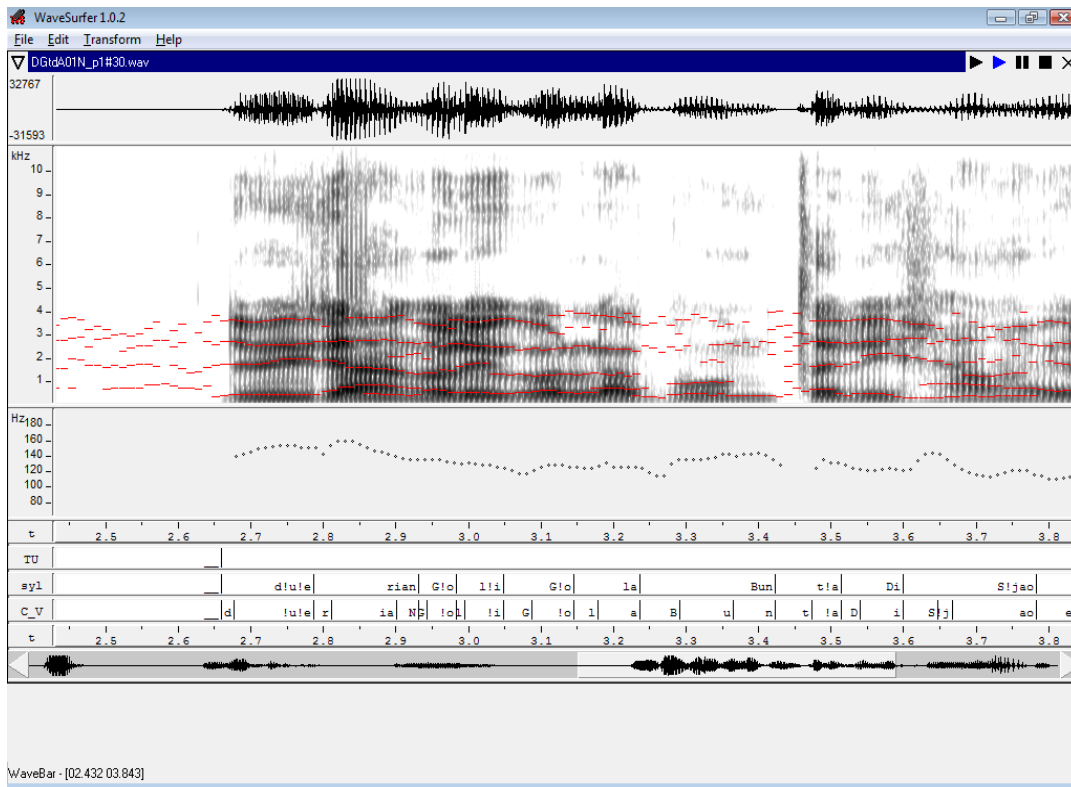 WaveSurfer 1.0.2
File Edit Transform Help
DGtdA01N_p1#30.wav
32767
-31593
kHz
10
9
8
7
6
5
4
3
2
1
Hz
180
160
140
120
100
80
t 2.5 2.6 2.7 2.8 2.9 3.0 3.1 3.2 3.3 3.4 3.5 3.6 3.7 3.8
TU __
syl __ d!u!e rian G!o l!i G!o la Bun t!a Di S!jao
C_V __ d !u!e r ia NG !o l !i G !o l a B u n t !a D i S!j ao e
t 2.5 2.6 2.7 2.8 2.9 3.0 3.1 3.2 3.3 3.4 3.5 3.6 3.7 3.8
WaveBar - [02.432 03.843]